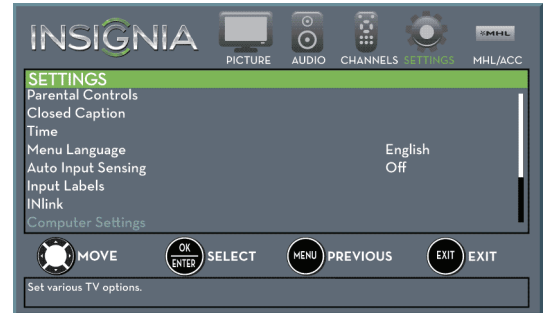 INSIGNIA
PICTURE AUDIO CHANNELS SETTINGS MHL MHL/ACC
SETTINGS
Parental Controls
Closed Caption
Time
Menu Language English
Auto Input Sensing Off
Input Labels
INlink
Computer Settings
MOVE OK ENTER SELECT MENU PREVIOUS EXIT EXIT
Set various TV options.